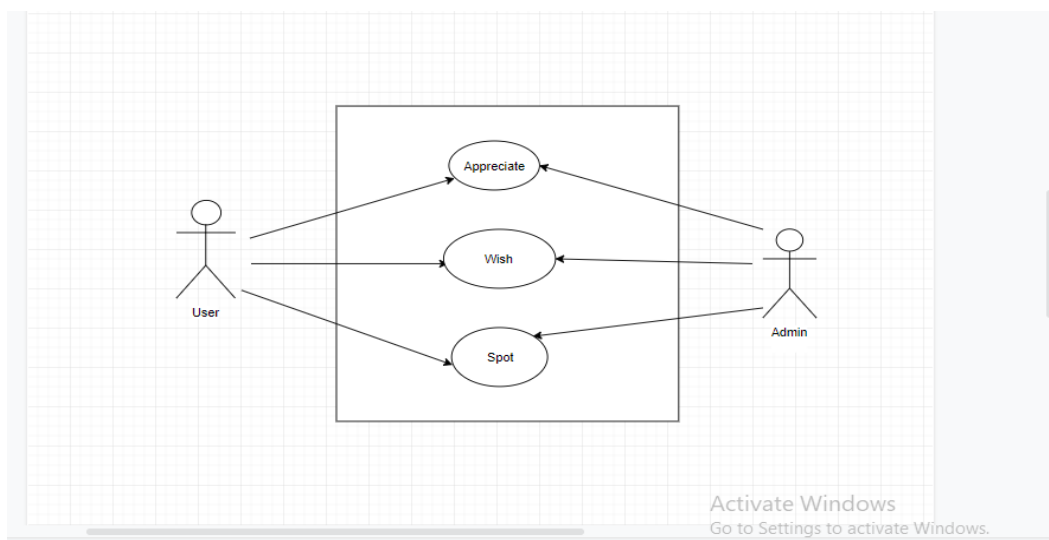 Appreciate
Wish
User
Spot
Admin
Activate Windows
Go to Settings to activate Windows.